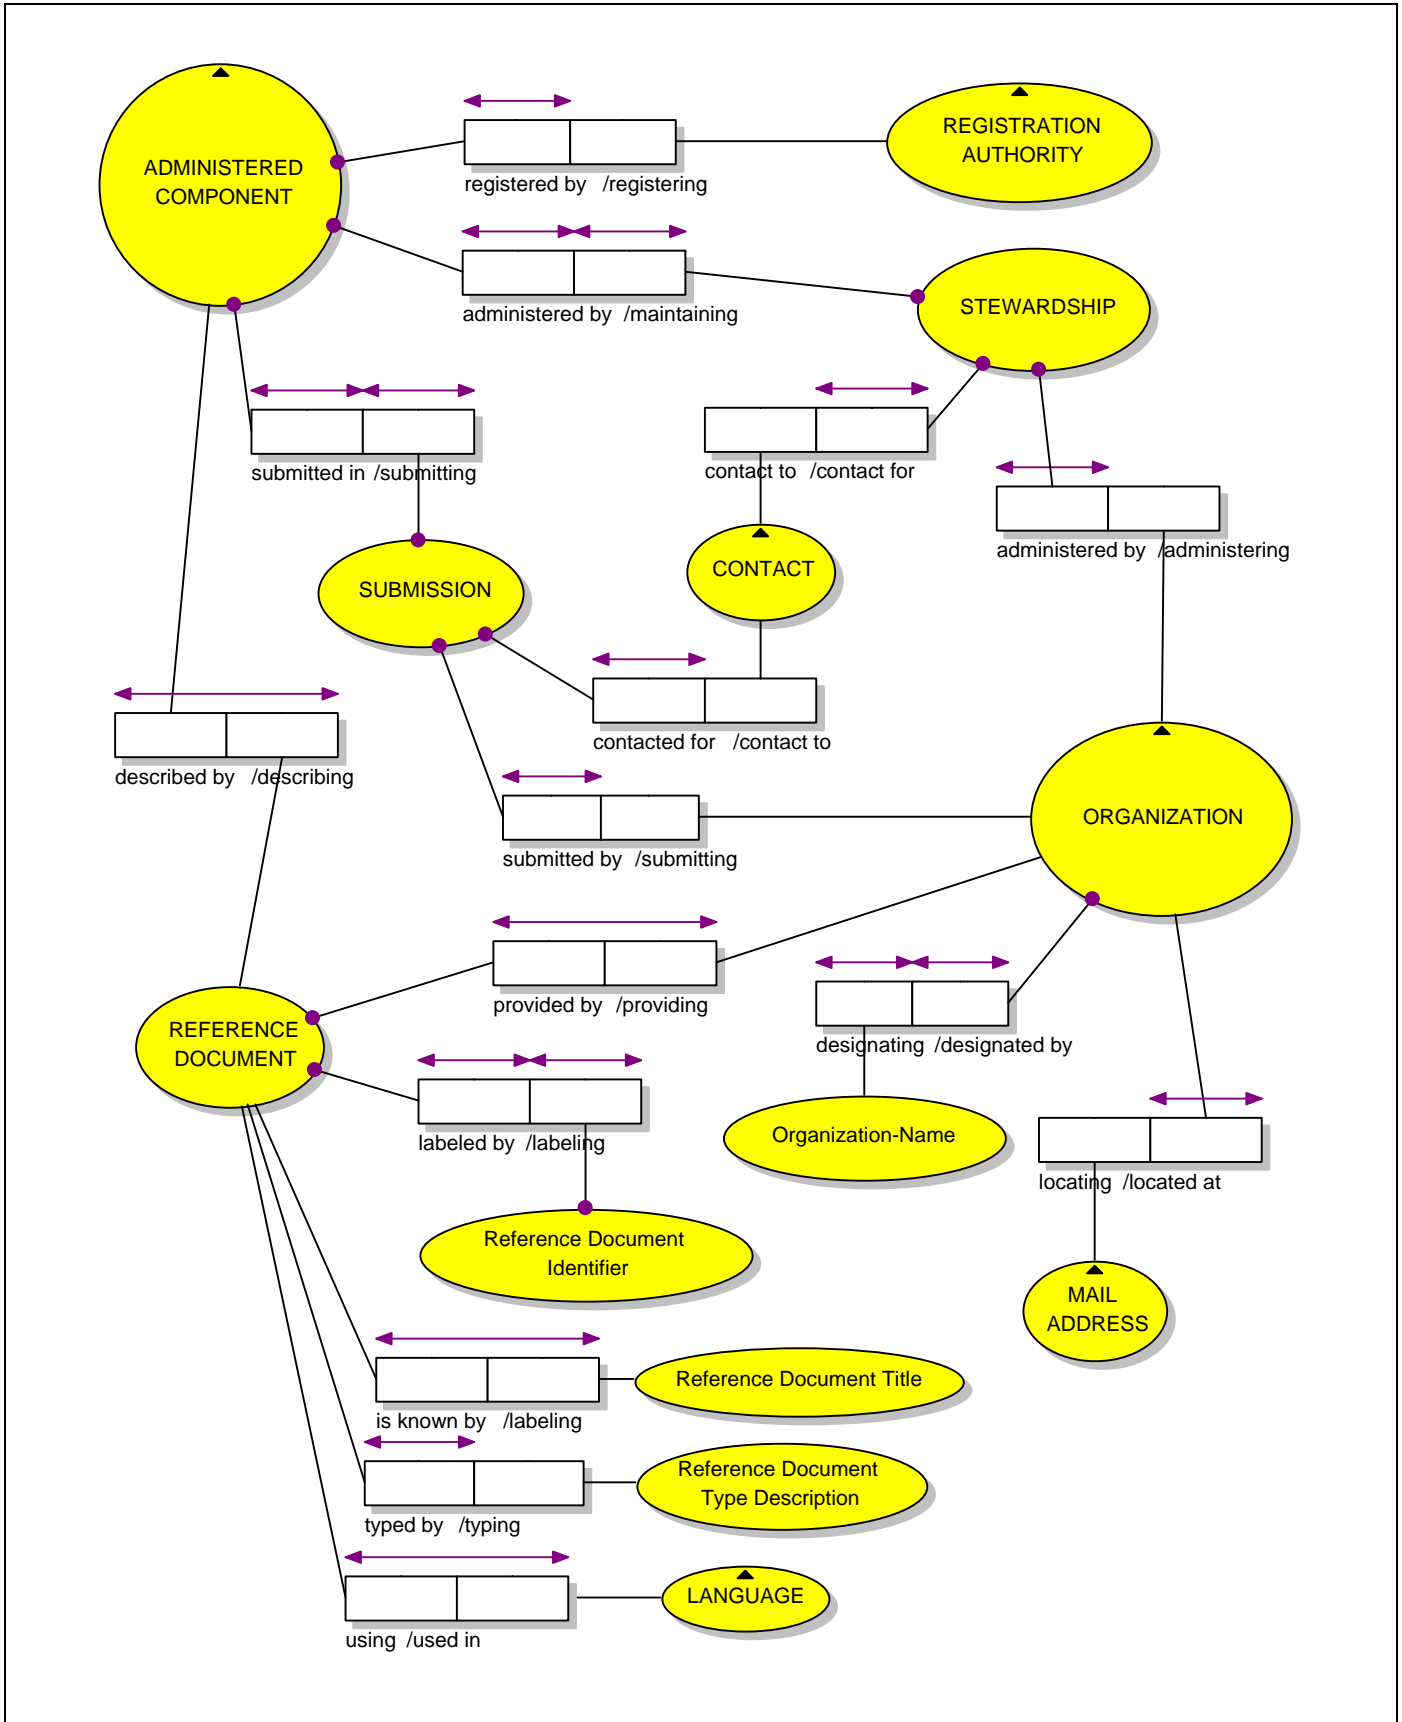 REGISTRATION
AUTHORITY
ADMINISTERED
COMPONENT
registered by /registering
administered by /maintaining
STEWARDSHIP
submitted in /submitting
contact to /contact for
administered by /administering
CONTACT
SUBMISSION
contacted for /contact to
described by /describing
ORGANIZATION
submitted by /submitting
provided by /providing
REFERENCE
DOCUMENT
designating /designated by
labeled by /labeling
Organization-Name
locating /located at
Reference Document
Identifier
MAIL
ADDRESS
Reference Document Title
is known by /labeling
Reference Document
Type Description
typed by /typing
LANGUAGE
using /used in